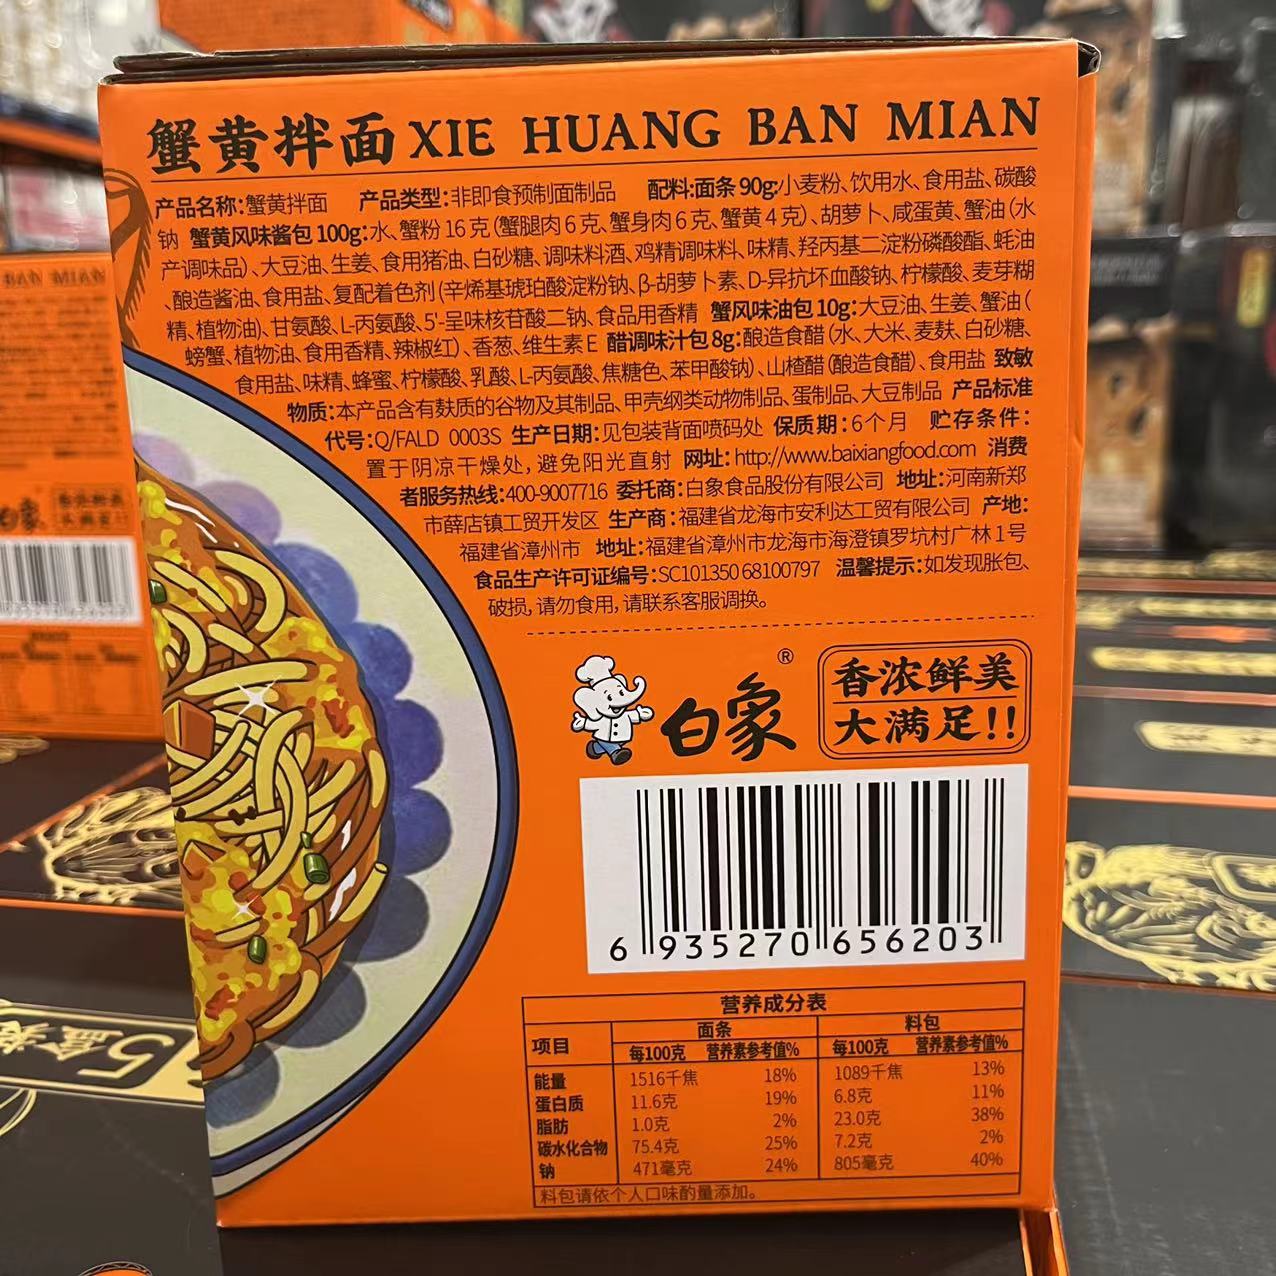 蟹黄拌面 XIE HUANG BAN MIAN
产品名称:蟹黄拌面 产品类型:非即食预制面制品 配料:面条90g:小麦粉、饮用水、食用盐、碳酸
钠 蟹黄风味酱包100g:水、蟹粉16克(蟹腿肉6克、蟹身肉6克、蟹黄4克)、胡萝卜、咸蛋黄、蟹油(水
产调味品)、大豆油、生姜、食用猪油、白砂糖、调味料酒、鸡精调味料、味精、羟丙基二淀粉磷酸酯、蚝油
、酿造酱油、食用盐、复配着色剂(辛烯基琥珀酸淀粉钠、β-胡萝卜素、D-异抗坏血酸钠、柠檬酸、麦芽糊
精、植物油)、甘氨酸、L-丙氨酸、5'-呈味核苷酸二钠、食品用香精 蟹风味油包10g:大豆油、生姜、蟹油(
螃蟹、植物油、食用香精、辣椒红)、香葱、维生素E 醋调味汁包8g:酿造食醋(水、大米、麦麸、白砂糖、
食用盐、味精、蜂蜜、柠檬酸、乳酸、L-丙氨酸、焦糖色、苯甲酸钠)、山楂醋(酿造食醋)、食用盐 致敏
物质:本产品含有麸质的谷物及其制品、甲壳纲类动物制品、蛋制品、大豆制品 产品标准
代号:Q/FALD 0003S 生产日期:见包装背面喷码处 保质期:6个月 贮存条件:
置于阴凉干燥处,避免阳光直射 网址:http://www.baixiangfood.com 消费
者服务热线:400-9007716 委托商:白象食品股份有限公司 地址:河南新郑
市薛店镇工贸开发区 生产商:福建省龙海市安利达工贸有限公司 产地:
福建省漳州市 地址:福建省漳州市龙海市海澄镇罗坑村广林1号
食品生产许可证编号:SC10135068100797 温馨提示:如发现胀包、
破损,请勿食用,请联系客服调换。
白象®
香浓鲜美
大满足!!
6 935270 656203
营养成分表
项目 面条 料包
每100克 营养素参考值% 每100克 营养素参考值%
能量 1516千焦 18% 1089千焦 13%
蛋白质 11.6克 19% 6.8克 11%
脂肪 1.0克 2% 23.0克 38%
碳水化合物 75.4克 25% 7.2克 2%
钠 471毫克 24% 805毫克 40%
料包请依个人口味酌量添加。
BAN MIAN
白象
香浓鲜美
大满足!!
5盒装